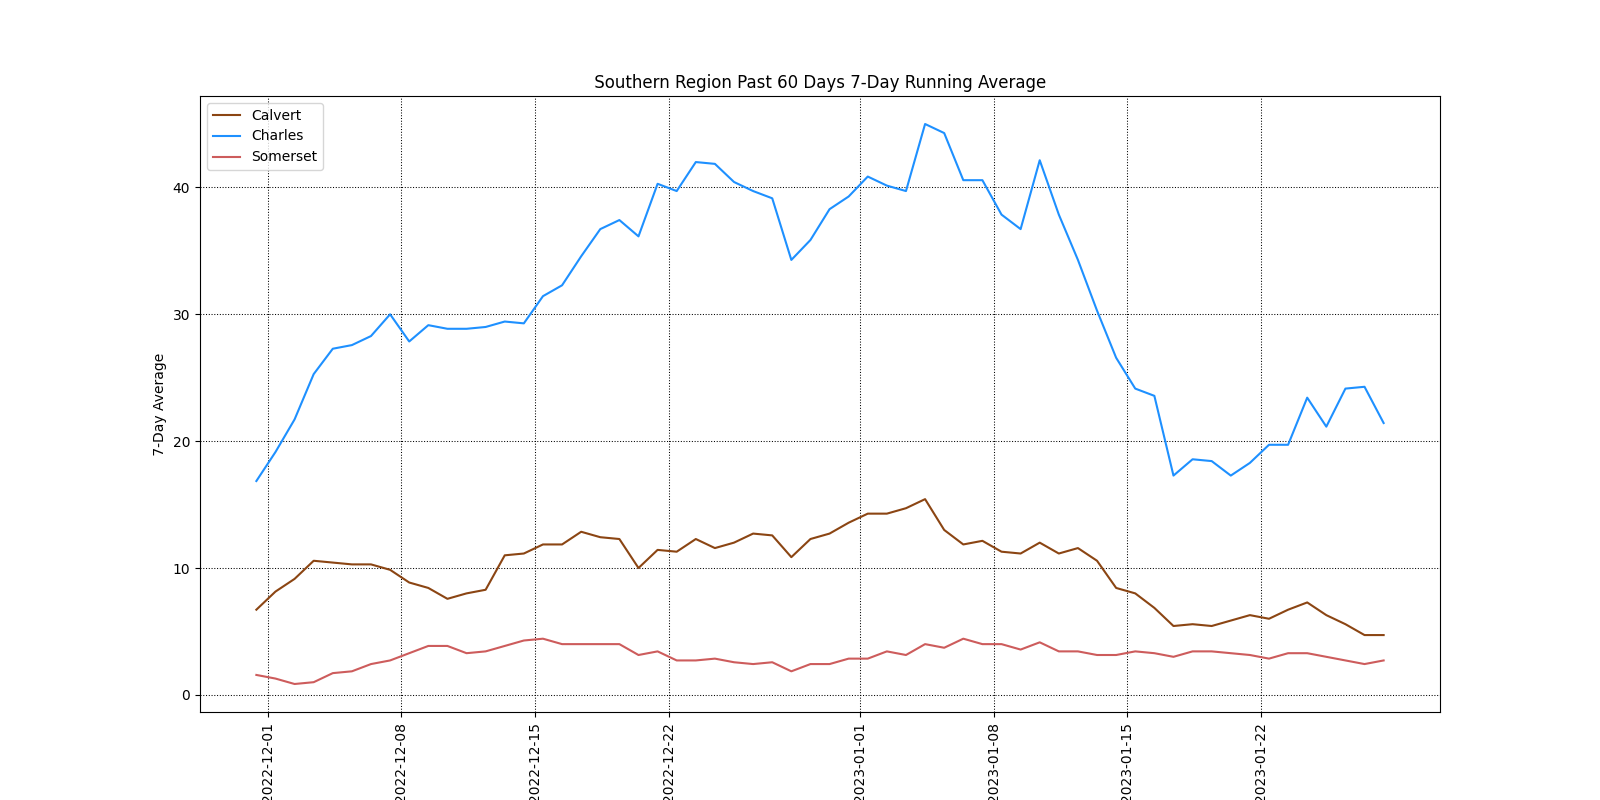 Southern Region Past 60 Days 7-Day Running Average
Calvert
Charles
Somerset
7-Day Average
40
30
20
10
0
2022-12-01
2022-12-08
2022-12-15
2022-12-22
2023-01-01
2023-01-08
2023-01-15
2023-01-22